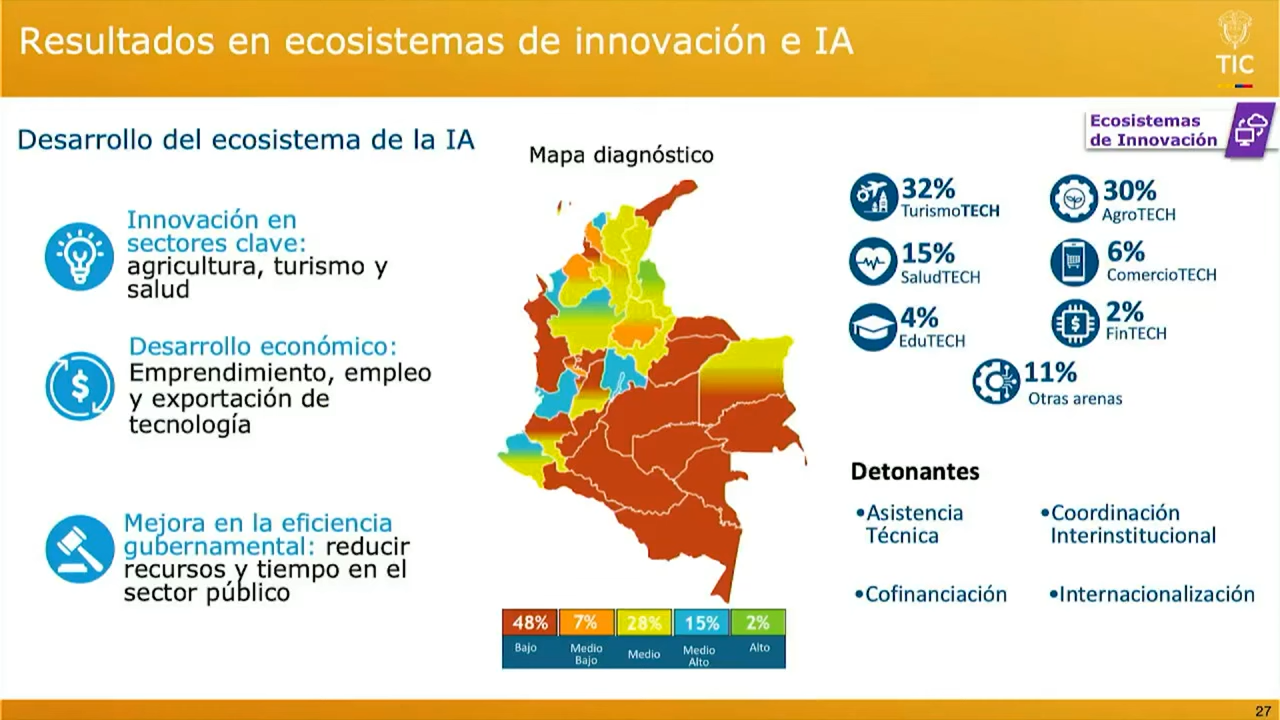 Resultados en ecosistemas de innovación e IA
TIC
Desarrollo del ecosistema de la IA
Ecosistemas
de Innovación
Innovación en
sectores clave:
agricultura, turismo y
salud
Desarrollo económico:
Emprendimiento, empleo
y exportación de
tecnología
Mejora en la eficiencia
gubernamental: reducir
recursos y tiempo en el
sector público
Mapa diagnóstico
48%
Bajo
7%
Medio
Bajo
28%
Medio
15%
Medio
Alto
2%
Alto
32%
TurismoTECH
30%
AgroTECH
15%
SaludTECH
6%
ComercioTECH
4%
EduTECH
2%
FinTECH
11%
Otras arenas
Detonantes
•Asistencia
Técnica
•Coordinación
Interinstitucional
•Cofinanciación
•Internacionalización
27